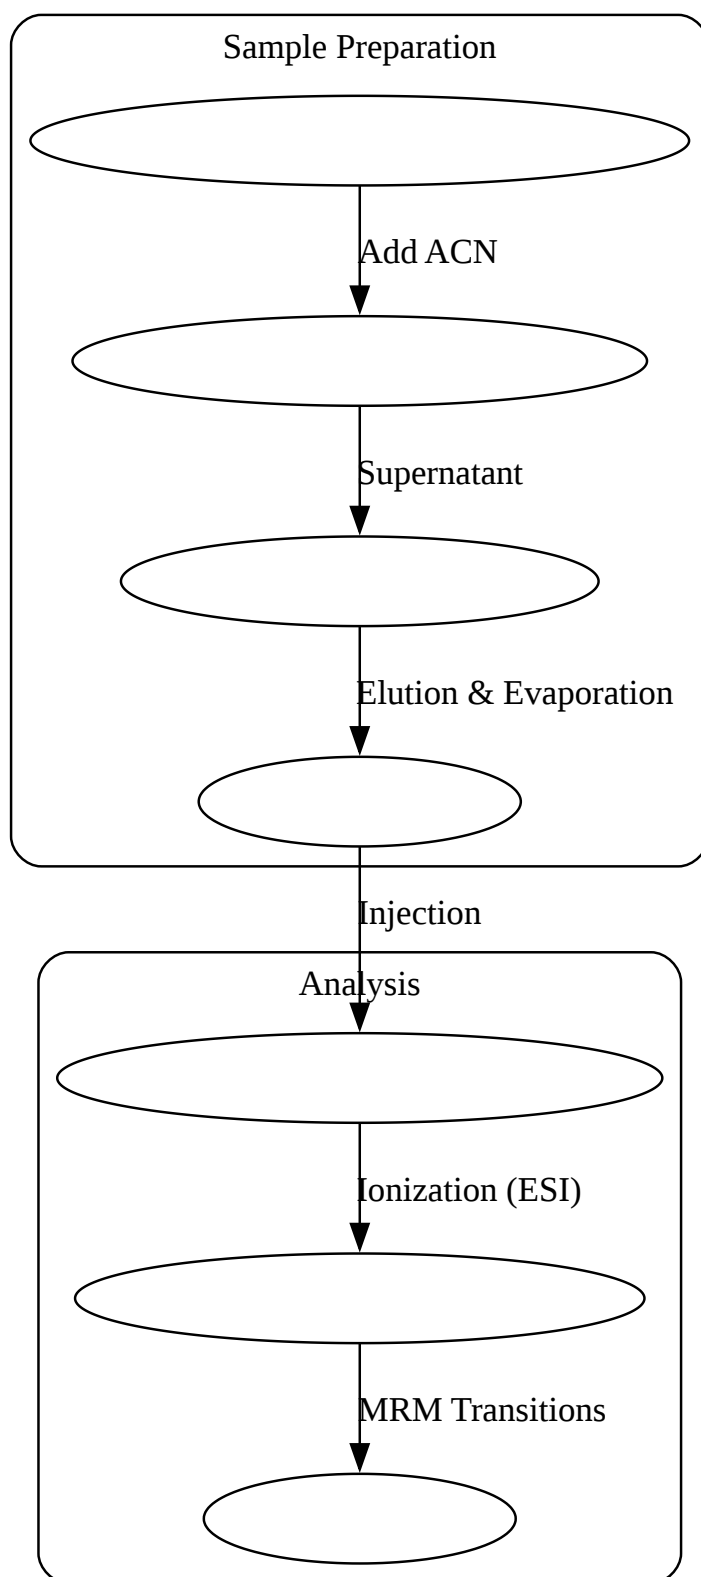 Sample Preparation
Add ACN
Supernatant
Elution & Evaporation
Injection
Analysis
Ionization (ESI)
MRM Transitions